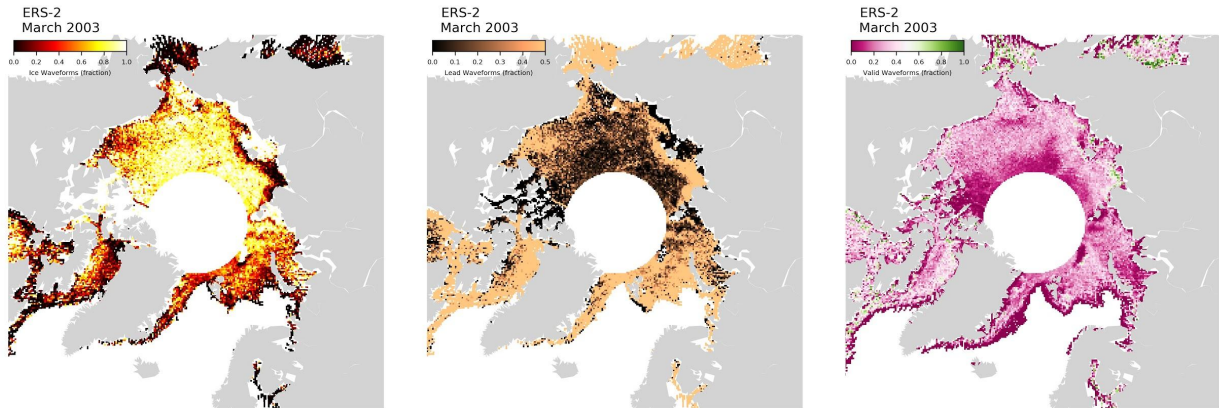 ERS-2
March 2003
0.0 0.2 0.4 0.6 0.8 1.0
Ice Waveforms (fraction)
ERS-2
March 2003
0.0 0.1 0.2 0.3 0.4 0.5
Lead Waveforms (fraction)
ERS-2
March 2003
0.0 0.2 0.4 0.6 0.8 1.0
Valid Waveforms (fraction)